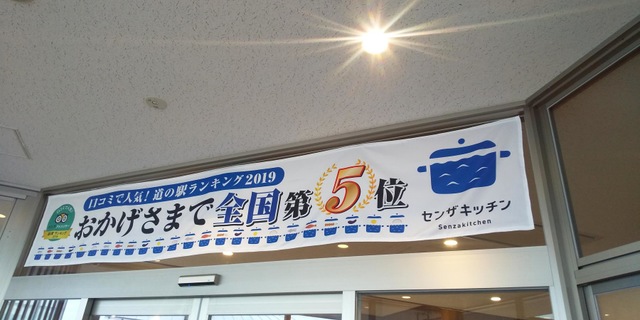 口コミで人気!道の駅ランキング2019
おかげさまで全国第5位
センザキッチン
Senzakitchen